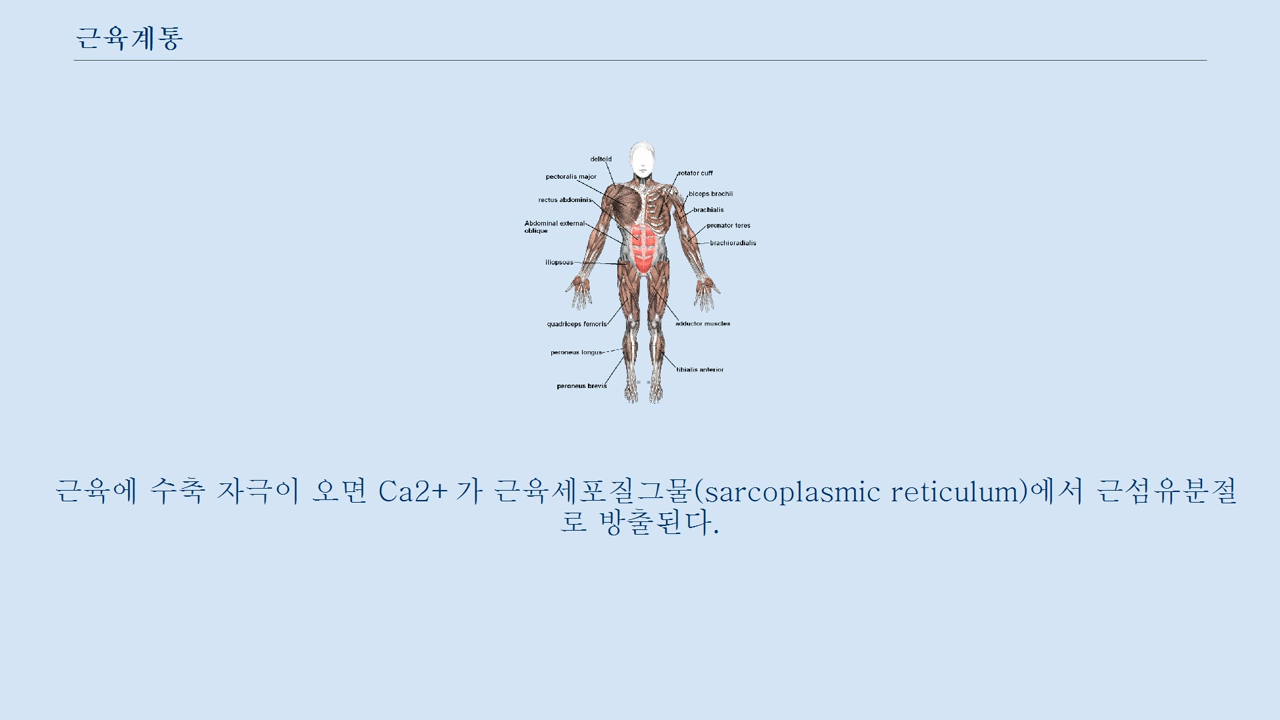 근육계통
deltoid
pectoralis major
rectus abdominis
Abdominal external
oblique
iliopsoas
quadriceps femoris
peroneus longus
peroneus brevis
rotator cuff
biceps brachii
brachialis
pronator teres
brachioradialis
adductor muscles
tibialis anterior
근육에 수축 자극이 오면 Ca2+ 가 근육세포질그물(sarcoplasmic reticulum)에서 근섬유분절
로 방출된다.